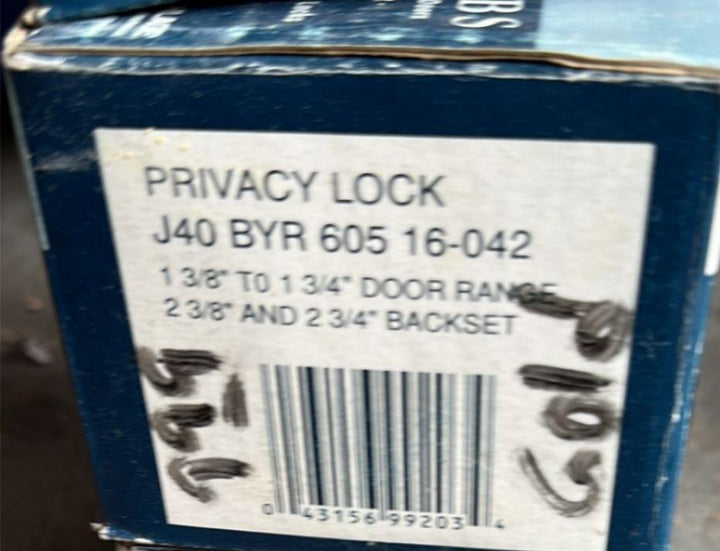 BS
PRIVACY LOCK
J40 BYR 605 16-042
1 3/8" TO 1 3/4" DOOR RANGE
2 3/8" AND 2 3/4" BACKSET
0 43156 99203 4